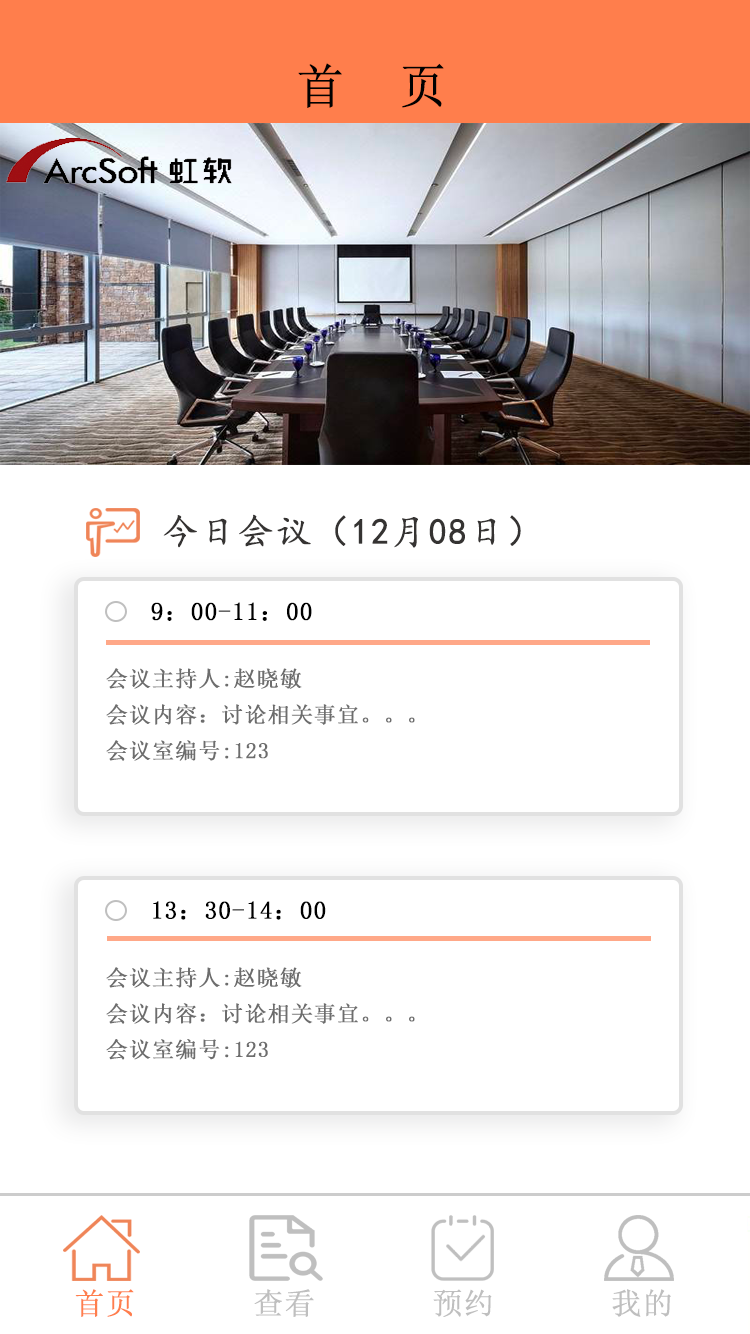 首 页
ArcSoft 虹软
今日会议（12月08日）
9：00-11：00
会议主持人:赵晓敏
会议内容：讨论相关事宜。。。
会议室编号:123
13：30-14：00
会议主持人:赵晓敏
会议内容：讨论相关事宜。。。
会议室编号:123
首页 查看 预约 我的